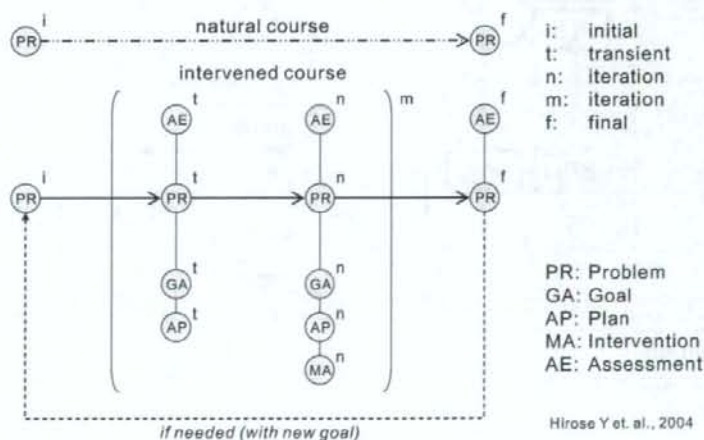 natural course
i
PR
f
PR
i: initial
t: transient
n: iteration
m: iteration
f: final
intervened course
t
AE
n
AE
m
f
AE
i
PR
t
PR
n
PR
f
PR
t
GA
n
GA
t
AP
n
AP
n
MA
PR: Problem
GA: Goal
AP: Plan
MA: Intervention
AE: Assessment
if needed (with new goal)
Hirose Y et. al., 2004